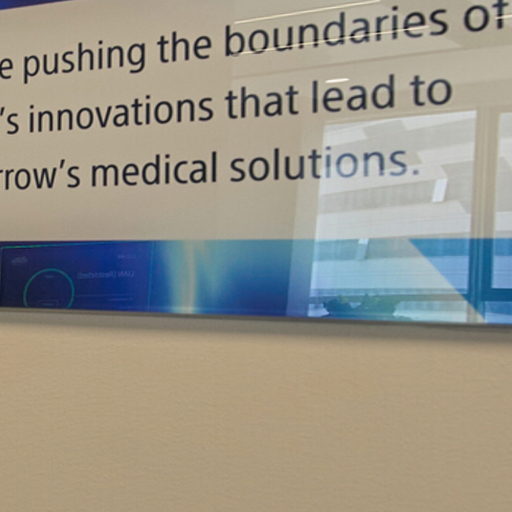 e pushing the boundaries of
's innovations that lead to
rrow's medical solutions.